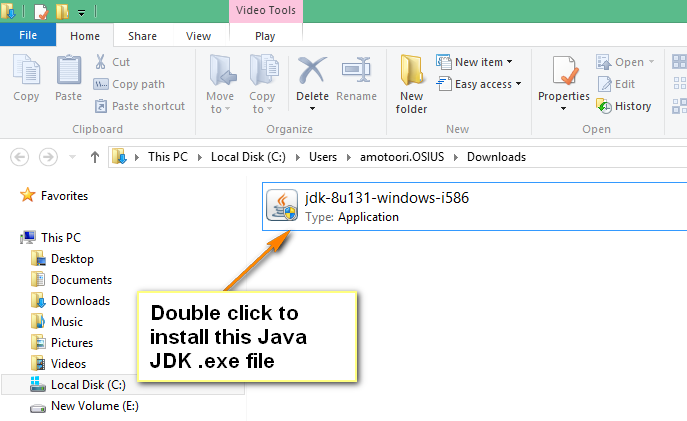 Video Tools
File Home Share View Play
Copy
Paste
Cut
Copy path
Paste shortcut
Clipboard
Move
to
Copy
to
Delete
Rename
Organize
New
folder
New item
Easy access
New
Properties
Open
Edit
History
Open
This PC Local Disk (C:) Users amotoori.OSIUS Downloads
Favorites
This PC
Desktop
Documents
Downloads
Music
Pictures
Videos
Local Disk (C:)
New Volume (E:)
jdk-8u131-windows-i586
Type: Application
Double click to
install this Java
JDK .exe file